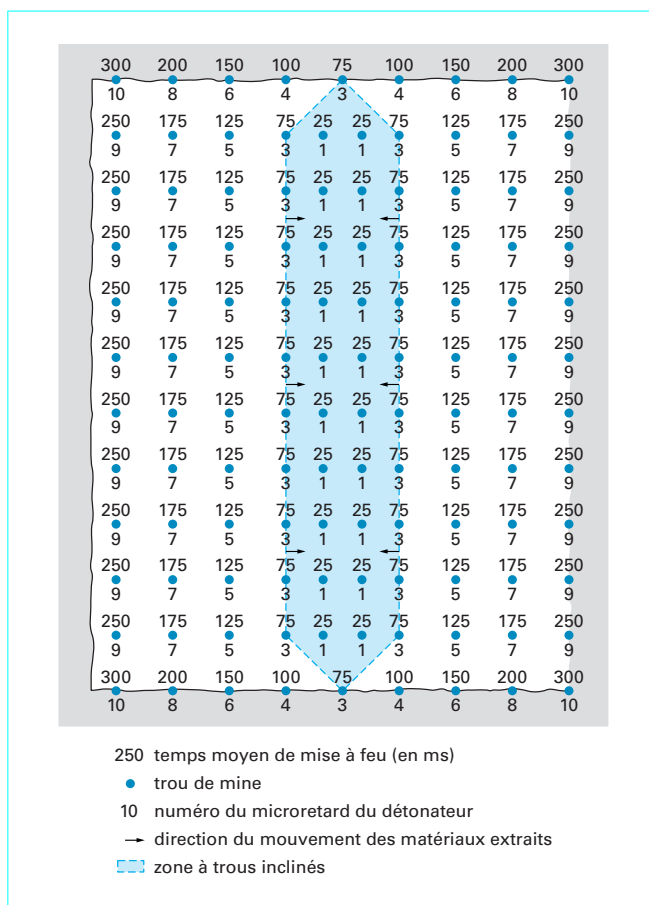 300 200 150 100 75 100 150 200 300
10 8 6 4 3 4 6 8 10
250 175 125 75 25 25 75 125 175 250
9 7 5 3 1 1 3 5 7 9
250 175 125 75 25 25 75 125 175 250
9 7 5 3 1 1 3 5 7 9
250 175 125 75 25 25 75 125 175 250
9 7 5 3 1 1 3 5 7 9
250 175 125 75 25 25 75 125 175 250
9 7 5 3 1 1 3 5 7 9
250 175 125 75 25 25 75 125 175 250
9 7 5 3 1 1 3 5 7 9
250 175 125 75 25 25 75 125 175 250
9 7 5 3 1 1 3 5 7 9
250 175 125 75 25 25 75 125 175 250
9 7 5 3 1 1 3 5 7 9
250 175 125 75 25 25 75 125 175 250
9 7 5 3 1 1 3 5 7 9
250 175 125 75 25 25 75 125 175 250
9 7 5 3 1 1 3 5 7 9
250 175 125 75 25 25 75 125 175 250
9 7 5 3 1 1 3 5 7 9
300 200 150 100 75 100 150 200 300
10 8 6 4 3 4 6 8 10
250 temps moyen de mise à feu (en ms)
trou de mine
10 numéro du microretard du détonateur
direction du mouvement des matériaux extraits
zone à trous inclinés